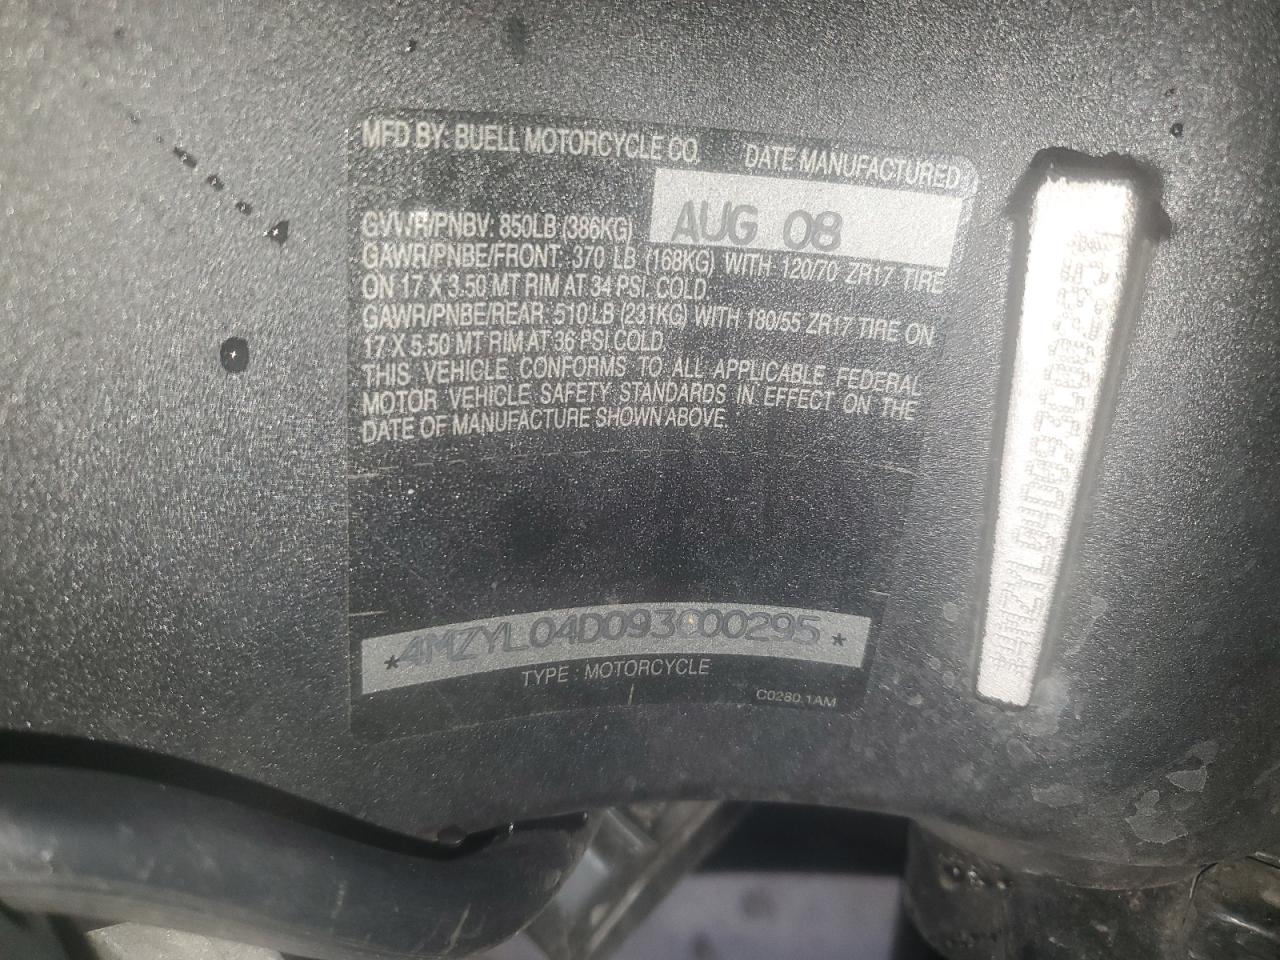 MFD BY: BUELL MOTORCYCLE CO. DATE MANUFACTURED
AUG 08
GVWR/PNBV: 850LB (386KG)
GAWR/PNBE/FRONT: 370 LB (168KG) WITH 120/70 ZR17 TIRE
ON 17 X 3.50 MT RIM AT 34 PSI. COLD.
GAWR/PNBE/REAR: 510 LB (231KG) WITH 180/55 ZR17 TIRE ON
17 X 5.50 MT RIM AT 36 PSI COLD.
THIS VEHICLE CONFORMS TO ALL APPLICABLE FEDERAL
MOTOR VEHICLE SAFETY STANDARDS IN EFFECT ON THE
DATE OF MANUFACTURE SHOWN ABOVE.
*4MZYL04D093C00295*
TYPE : MOTORCYCLE
C0280.1AM